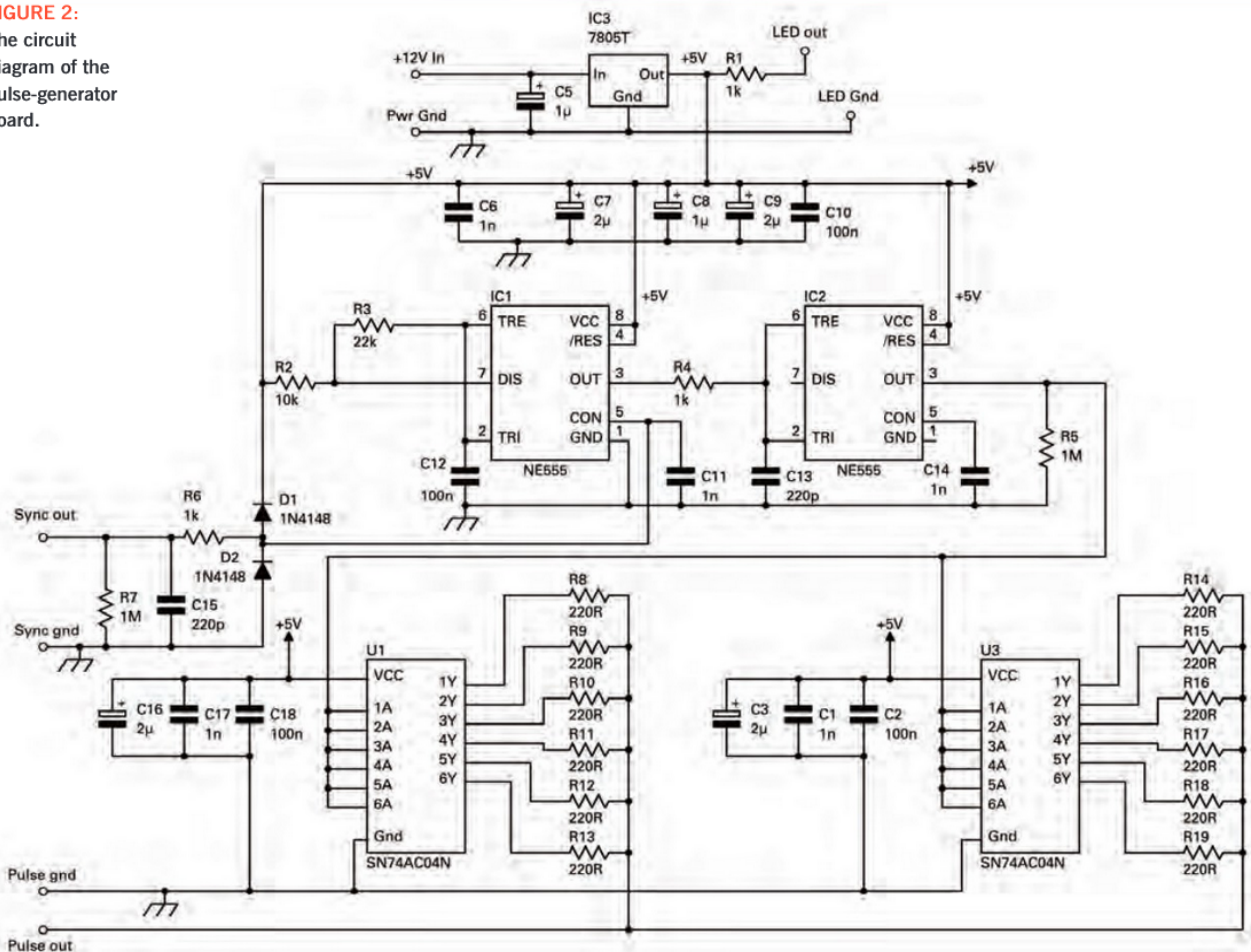 IGURE 2:
he circuit
iagram of the
ulse-generator
oard.
IC3
7805T
LED out
+12V In
In
Out
Gnd
+5V
R1
1k
C5
1µ
+
LED Gnd
Pwr Gnd
+5V
+5V
C6
1n
+
C7
2µ
+
C8
1µ
+
C9
2µ
C10
100n
IC1
+5V
IC2
+5V
R3
22k
6
TRE
VCC
8
/RES
4
6
TRE
VCC
8
/RES
4
R2
10k
7
DIS
OUT
3
R4
1k
7
DIS
OUT
3
CON
5
CON
5
2
TRI
GND
1
2
TRI
GND
1
R5
1M
NE555
NE555
C12
100n
C11
1n
C13
220p
C14
1n
D1
1N4148
R6
1k
Sync out
D2
1N4148
R7
1M
C15
220p
Sync gnd
+5V
U1
VCC
1A
2A
3A
4A
5A
6A
Gnd
1Y
2Y
3Y
4Y
5Y
6Y
SN74AC04N
+
C16
2µ
C17
1n
C18
100n
R8
220R
R9
220R
R10
220R
R11
220R
R12
220R
R13
220R
+5V
U3
VCC
1A
2A
3A
4A
5A
6A
Gnd
1Y
2Y
3Y
4Y
5Y
6Y
SN74AC04N
+
C3
2µ
C1
1n
C2
100n
R14
220R
R15
220R
R16
220R
R17
220R
R18
220R
R19
220R
Pulse gnd
Pulse out